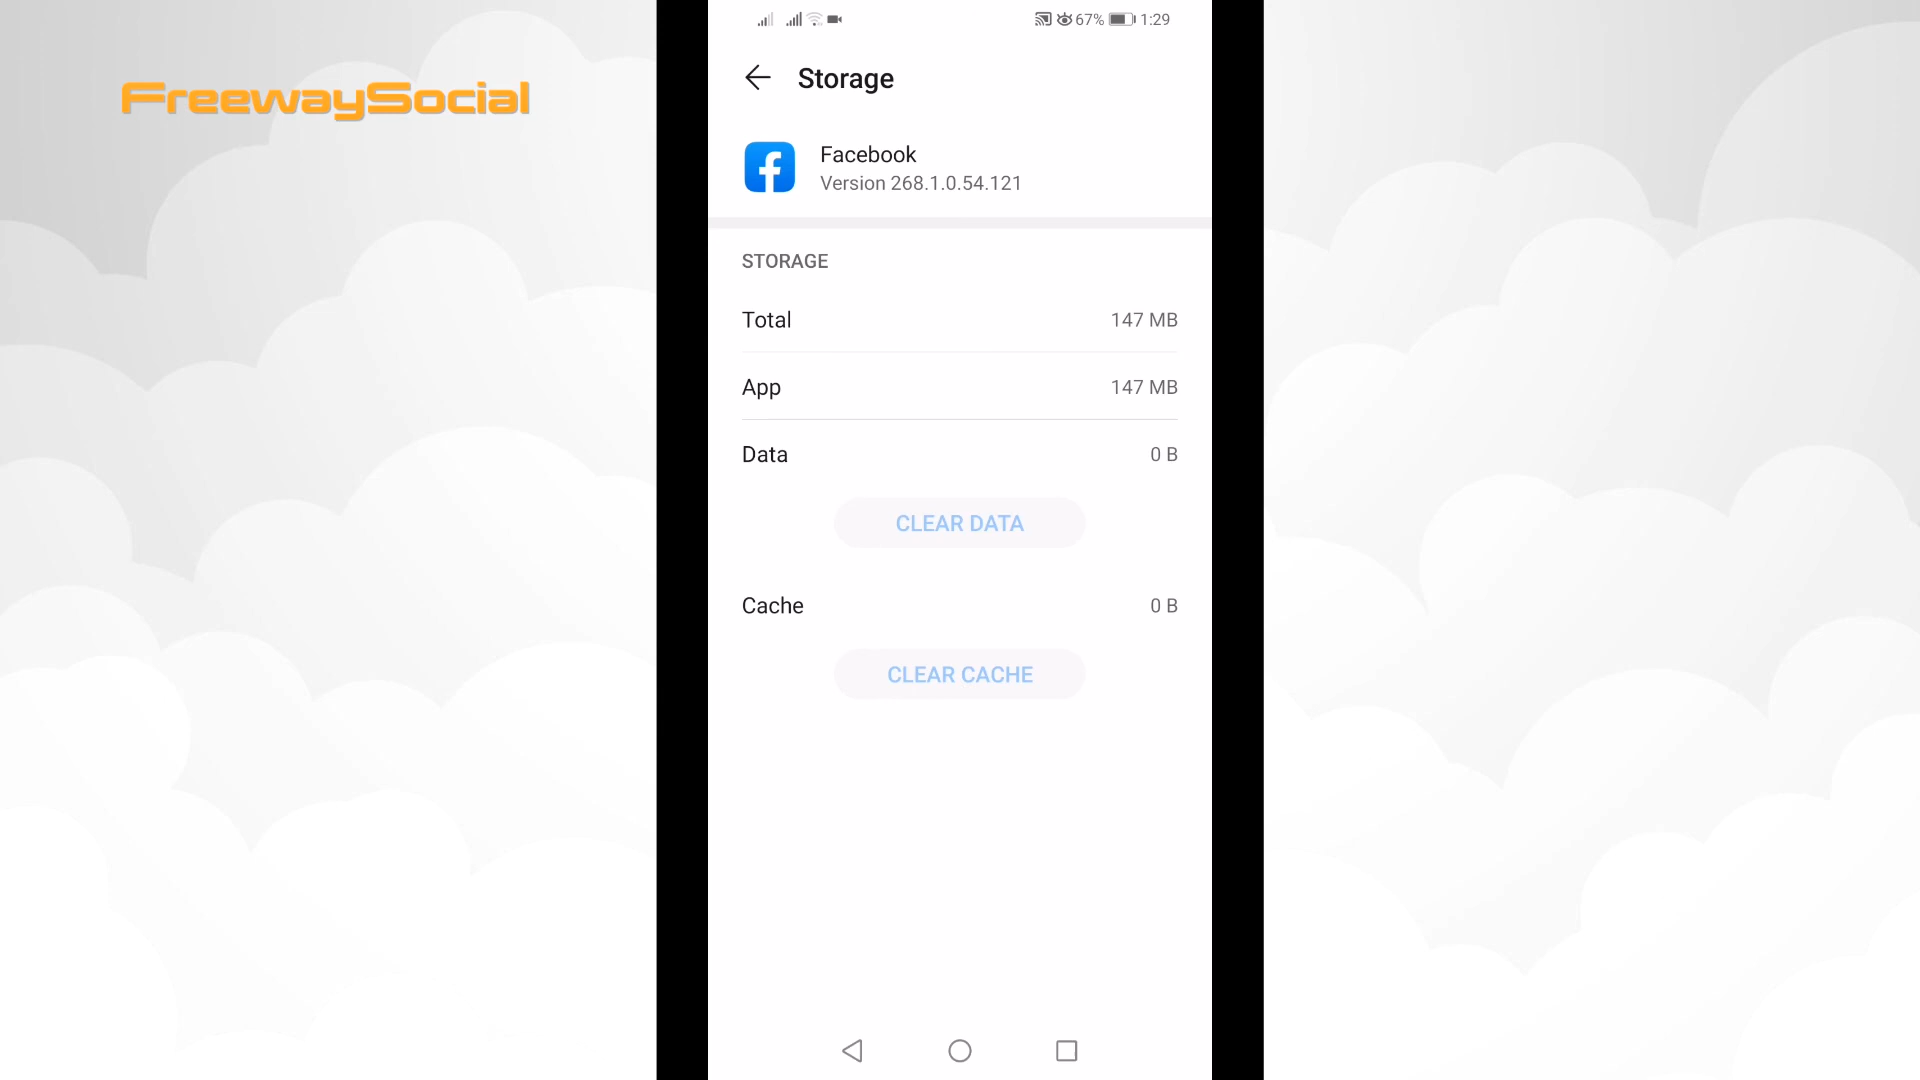 FreewaySocial
67% 1:29
Storage
Facebook
Version 268.1.0.54.121
STORAGE
Total 147 MB
App 147 MB
Data 0 B
CLEAR DATA
Cache 0 B
CLEAR CACHE